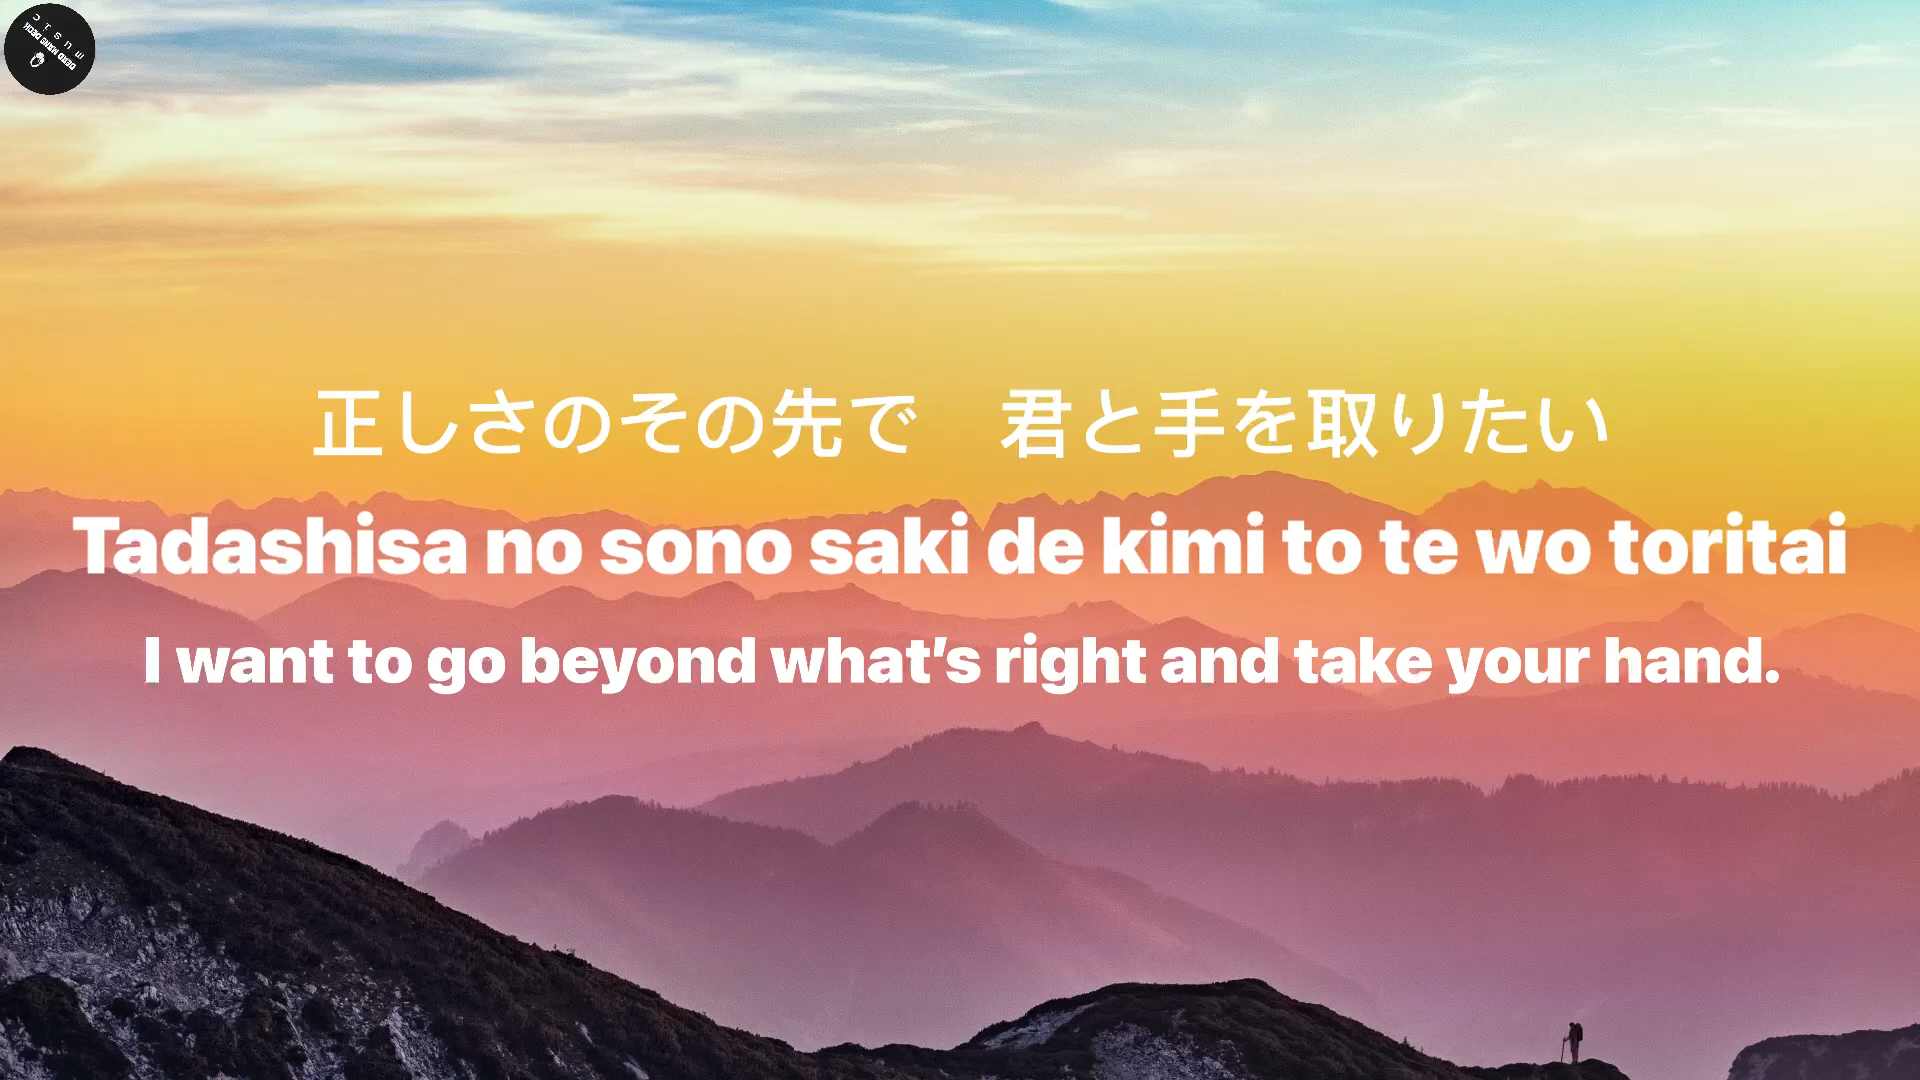 正しさのその先で　君と手を取りたい
Tadashisa no sono saki de kimi to te wo toritai
I want to go beyond what's right and take your hand.